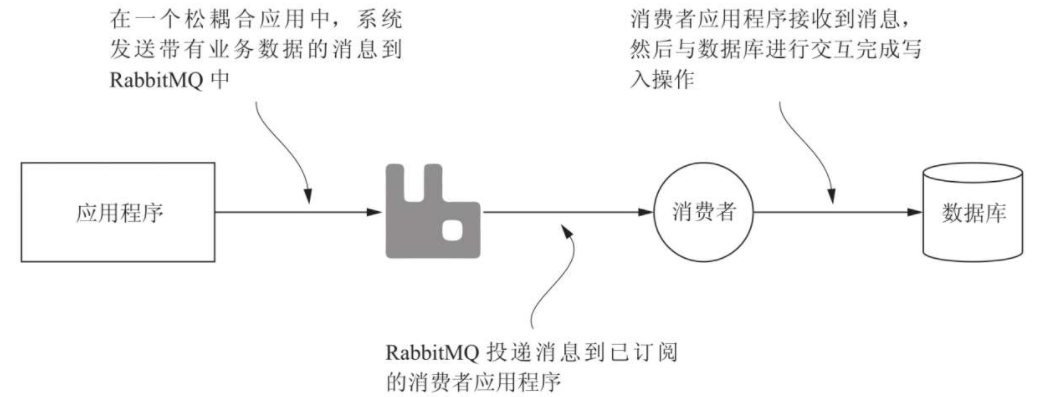 在一个松耦合应用中，系统
发送带有业务数据的消息到
RabbitMQ 中
消费者应用程序接收到消息，
然后与数据库进行交互完成写
入操作
应用程序
消费者
数据库
RabbitMQ 投递消息到已订阅
的消费者应用程序